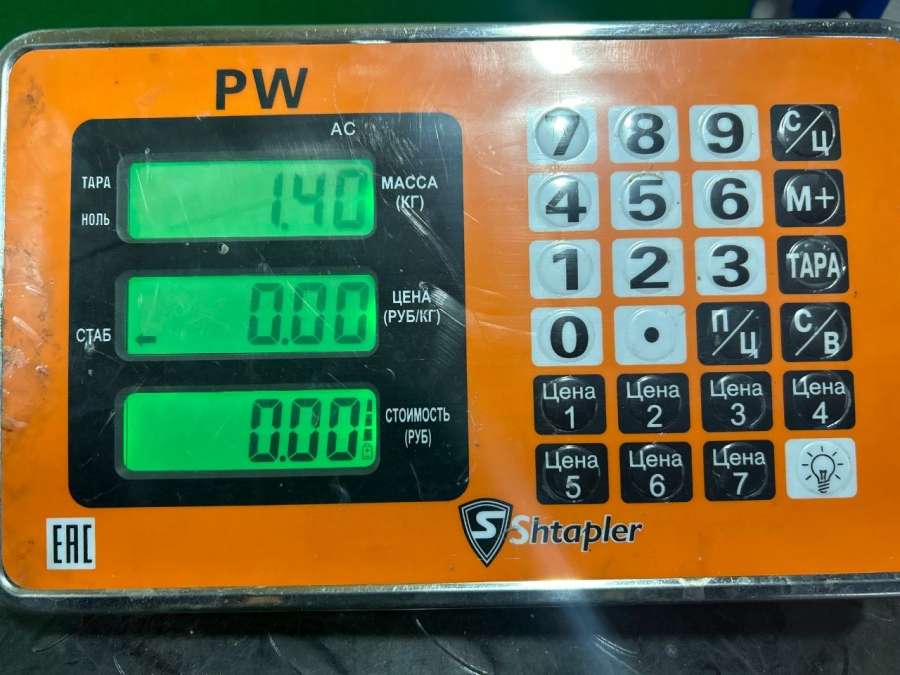 PW
AC
ТАРА
НОЛЬ
1.40
МАССА
(КГ)
СТАБ
0.00
ЦЕНА
(РУБ/КГ)
0.00
СТОИМОСТЬ
(РУБ)
7 8 9 С/Ц
4 5 6 М+
1 2 3 ТАРА
0 . П/Ц С/В
Цена 1 Цена 2 Цена 3 Цена 4
Цена 5 Цена 6 Цена 7
EAC
S Shtapler